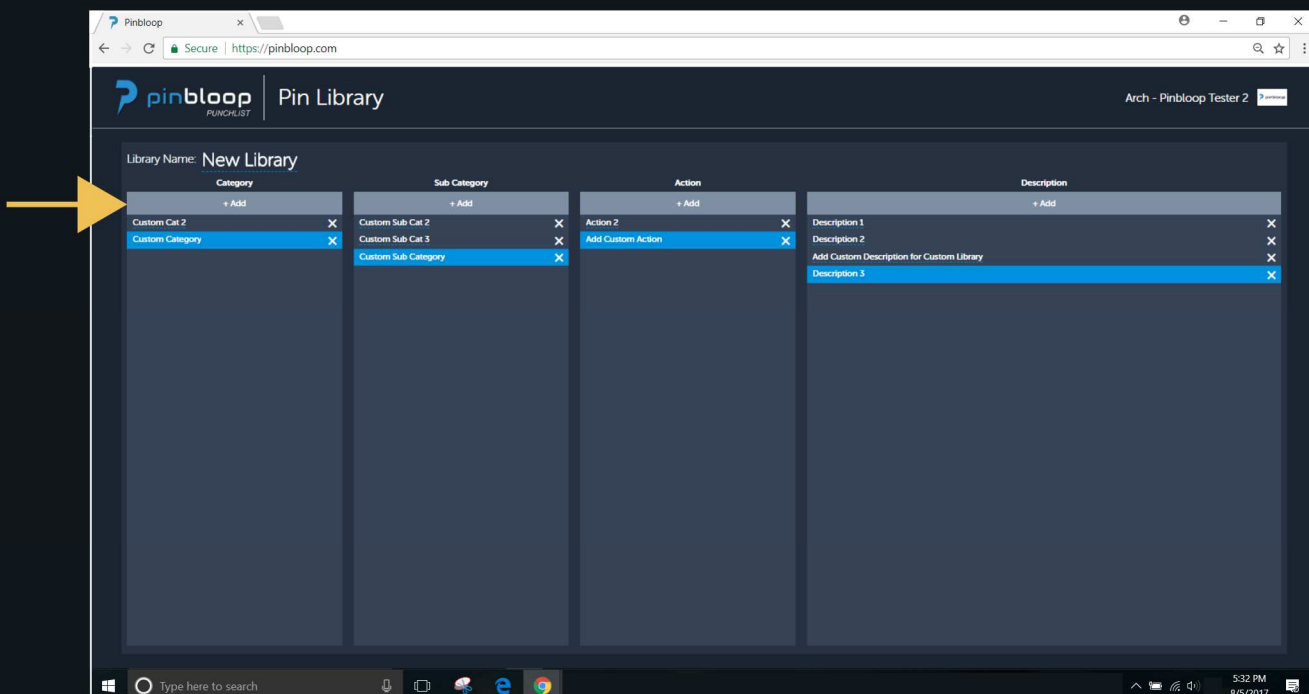 Pinbloop
Secure | https://pinbloop.com
pinbloop
PUNCHLIST
Pin Library
Arch - Pinbloop Tester 2
Library Name: New Library
Category
Sub Category
Action
Description
+ Add
+ Add
+ Add
+ Add
Custom Cat 2
Custom Category
Custom Sub Cat 2
Custom Sub Cat 3
Custom Sub Category
Action 2
Add Custom Action
Description 1
Description 2
Add Custom Description for Custom Library
Description 3
Type here to search
5:32 PM
8/5/2017